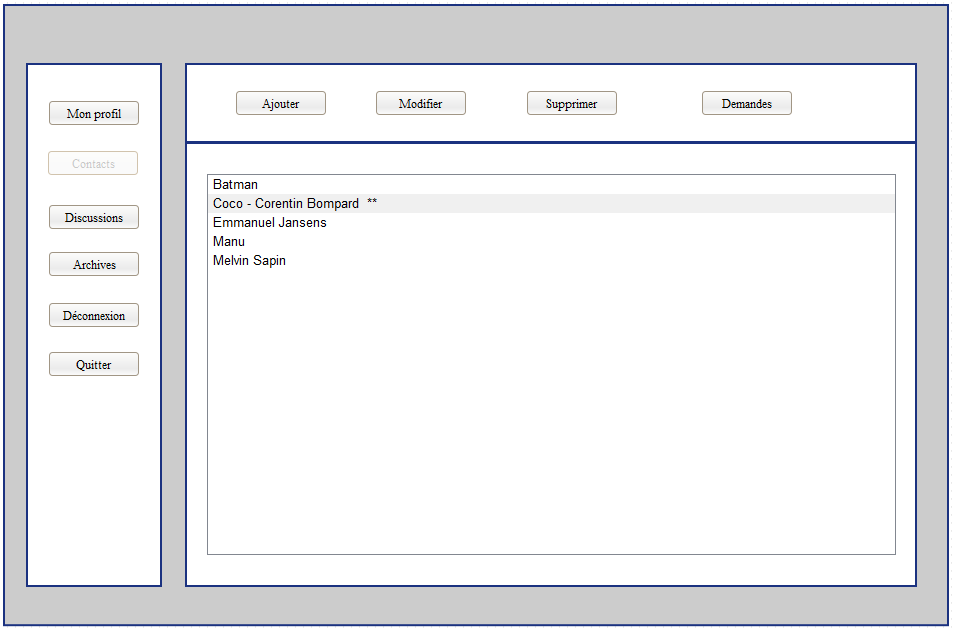 Mon profil
Contacts
Discussions
Archives
Déconnexion
Quitter
Ajouter Modifier Supprimer Demandes
Batman
Coco - Corentin Bompard  **
Emmanuel Jansens
Manu
Melvin Sapin